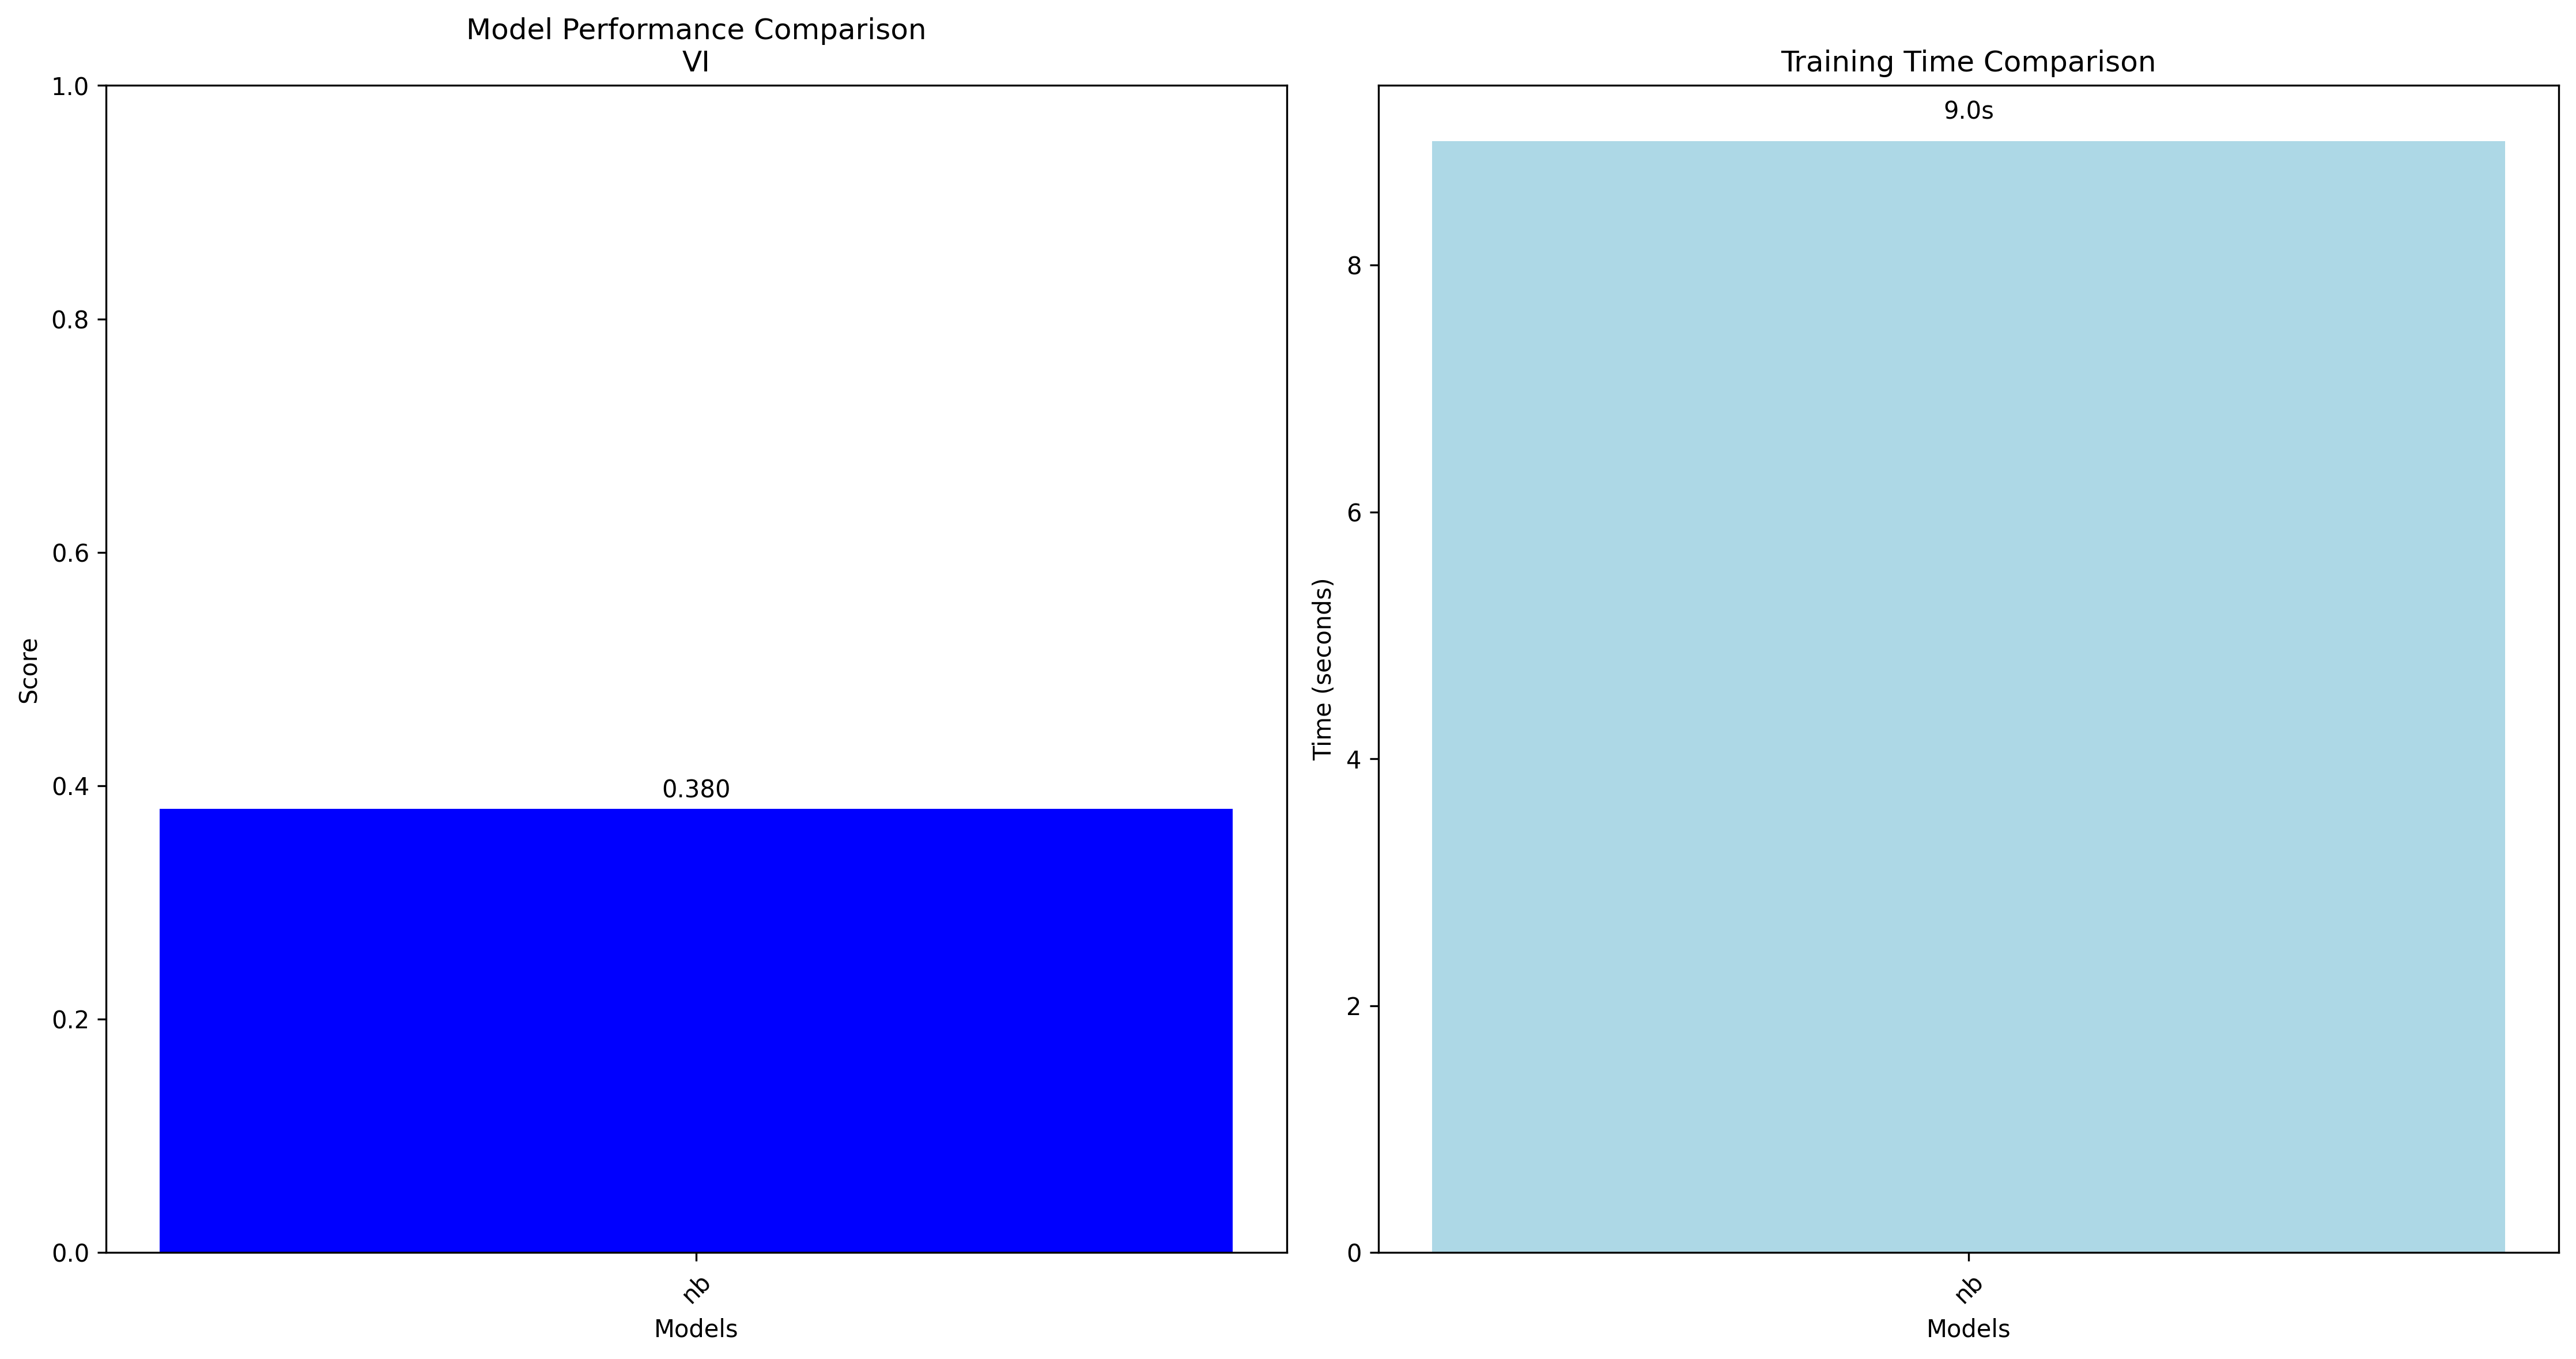 Model Performance Comparison
VI
1.0
0.8
0.6
0.4
0.2
0.0
Score
0.380
nb
Models
Training Time Comparison
9.0s
8
6
4
2
0
Time (seconds)
nb
Models